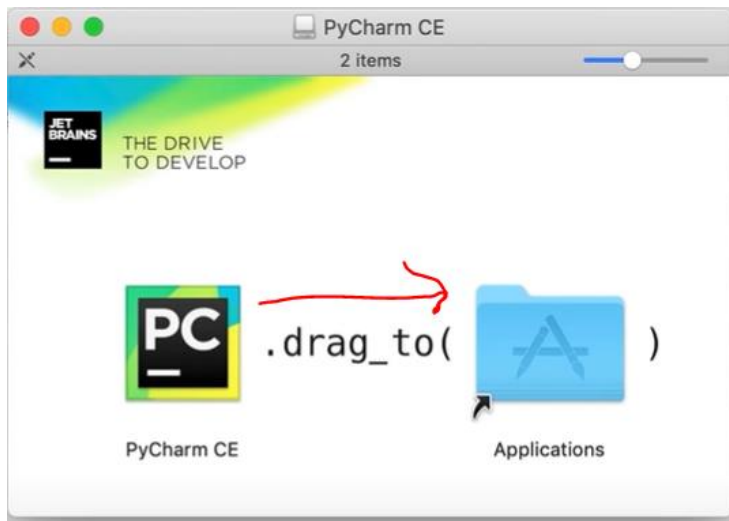 PyCharm CE
2 items
JET
BRAINS
THE DRIVE
TO DEVELOP
PC
.drag_to( )
PyCharm CE
Applications